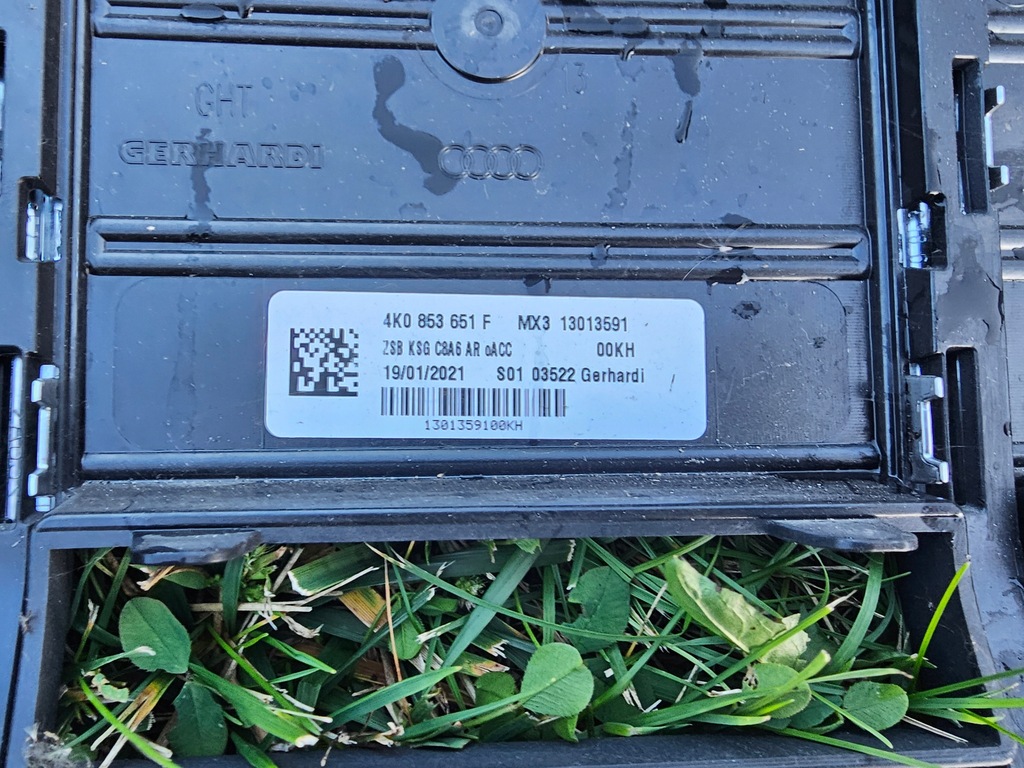 13
GHT
GERHARDI
4K0 853 651 F MX3 13013591
ZSB KSG C8A6 AR oACC 00KH
19/01/2021 S01 03522 Gerhardi
1301359100KH